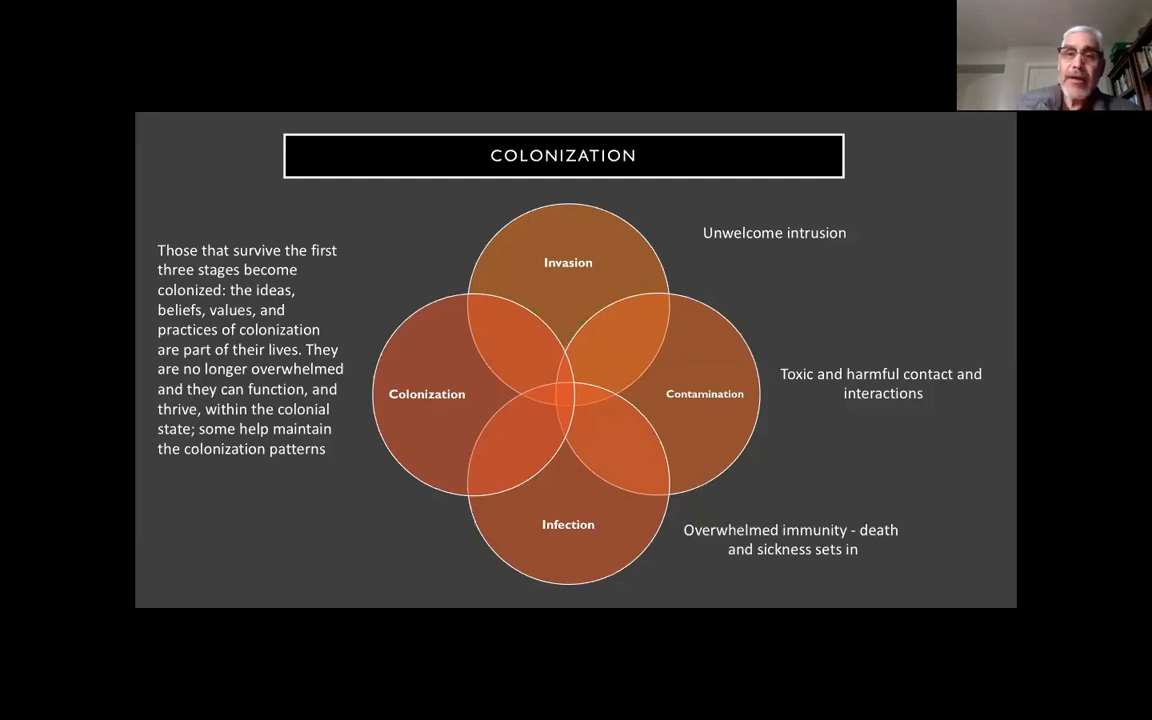 COLONIZATION
Invasion
Unwelcome intrusion
Those that survive the first
three stages become
colonized: the ideas,
beliefs, values, and
practices of colonization
are part of their lives. They
are no longer overwhelmed
and they can function, and
thrive, within the colonial
state; some help maintain
the colonization patterns
Colonization
Contamination
Toxic and harmful contact and
interactions
Infection
Overwhelmed immunity - death
and sickness sets in